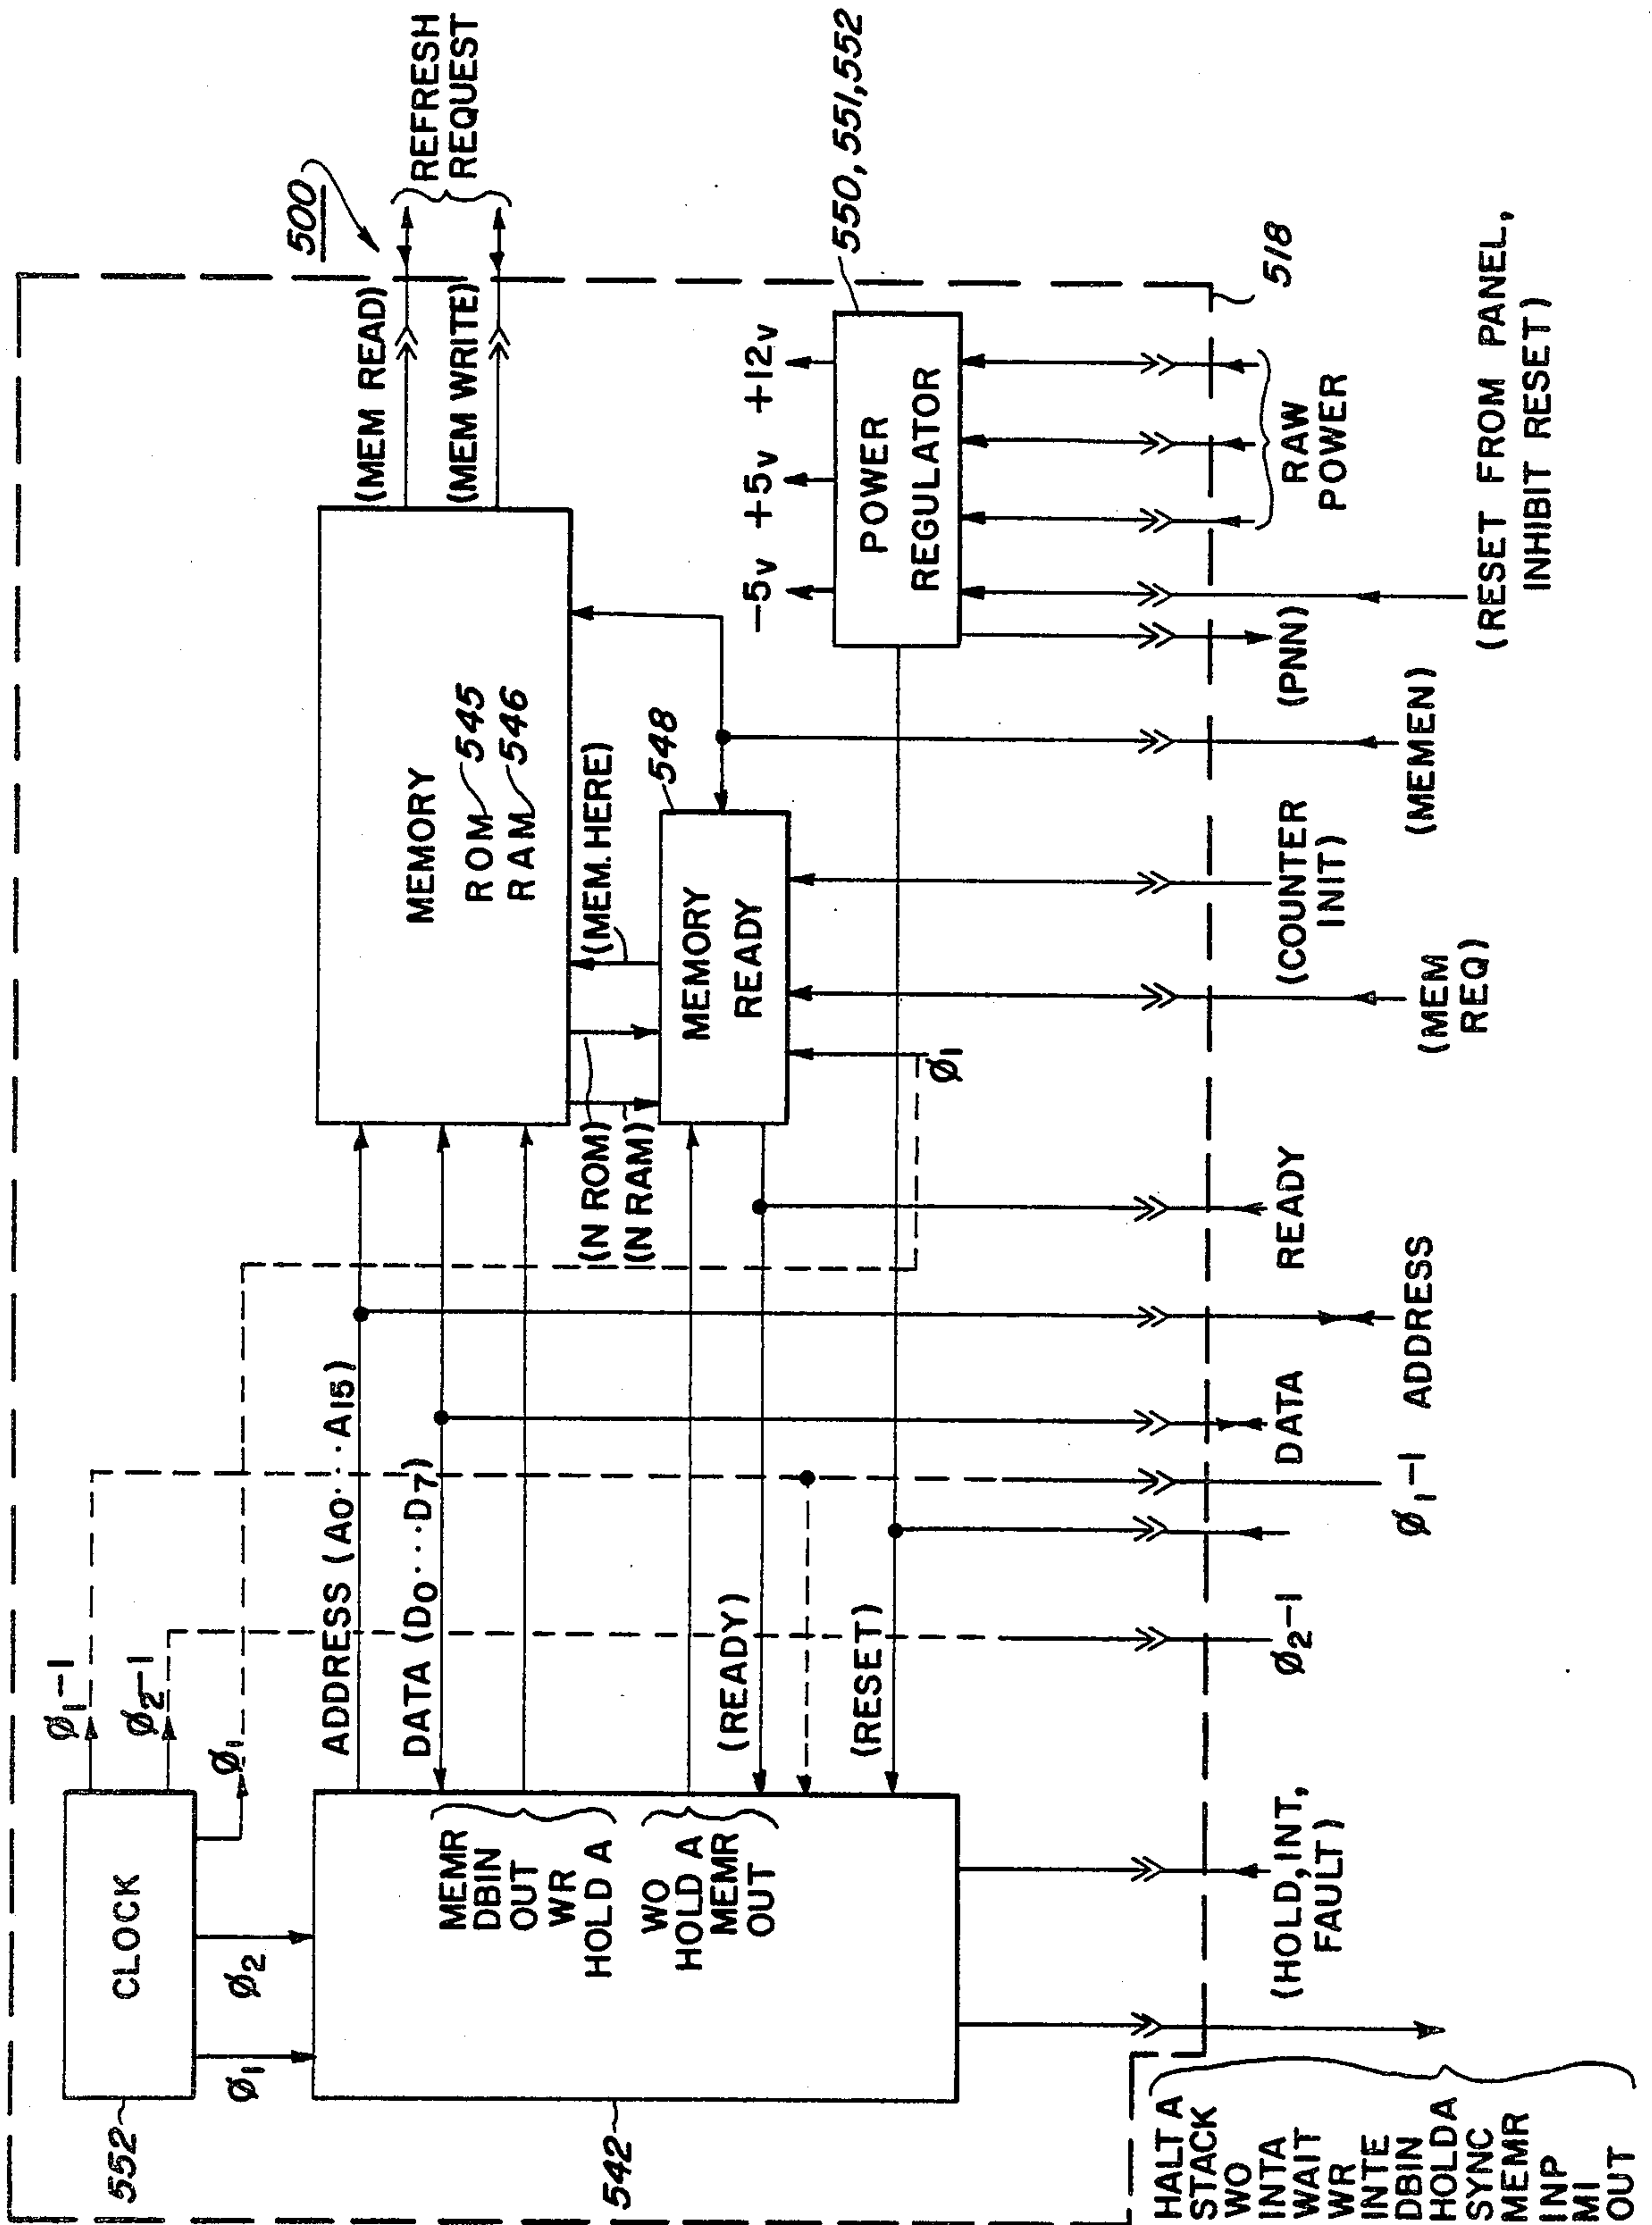 552
CLOCK
Ø1
Ø2
Ø1
Ø1-1
Ø2-1
542
MEMR
DBIN
OUT
WR
HOLD A
WO
HOLD A
MEMR
OUT
ADDRESS (A0··· A15)
DATA (D0···D7)
(READY)
(RESET)
MEMORY
ROM 545
RAM 546
(MEM READ)
(MEM WRITE)
500
REFRESH
REQUEST
(N ROM)
(N RAM)
(MEM. HERE)
548
MEMORY
READY
Ø1
-5v +5v +12v
POWER
REGULATOR
550, 551, 552
518
HALT A
STACK
WO
INTA
WAIT
WR
INTE
DBIN
HOLDA
SYNC
MEMR
INP
MI
OUT
(HOLD, INT,
FAULT)
Ø2-1
Ø1-1
DATA
ADDRESS
READY
(MEM
REQ)
(COUNTER
INIT)
(MEMEN)
(PNN)
RAW
POWER
(RESET FROM PANEL,
INHIBIT RESET)